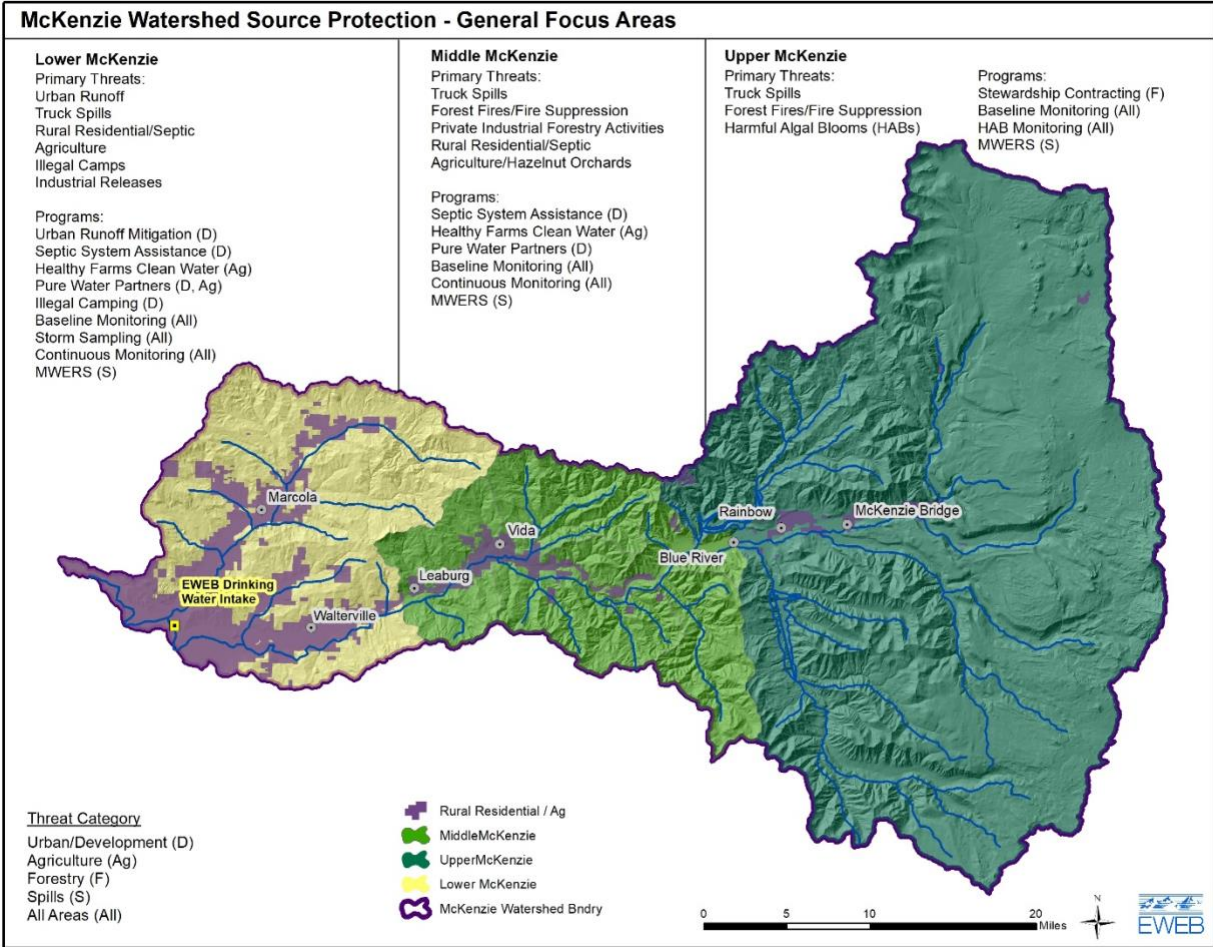 McKenzie Watershed Source Protection - General Focus Areas
Lower McKenzie
Primary Threats:
Urban Runoff
Truck Spills
Rural Residential/Septic
Agriculture
Illegal Camps
Industrial Releases
Programs:
Urban Runoff Mitigation (D)
Septic System Assistance (D)
Healthy Farms Clean Water (Ag)
Pure Water Partners (D, Ag)
Illegal Camping (D)
Baseline Monitoring (All)
Storm Sampling (All)
Continuous Monitoring (All)
MWERS (S)
Middle McKenzie
Primary Threats:
Truck Spills
Forest Fires/Fire Suppression
Private Industrial Forestry Activities
Rural Residential/Septic
Agriculture/Hazelnut Orchards
Programs:
Septic System Assistance (D)
Healthy Farms Clean Water (Ag)
Pure Water Partners (D)
Baseline Monitoring (All)
Continuous Monitoring (All)
MWERS (S)
Upper McKenzie
Primary Threats:
Truck Spills
Forest Fires/Fire Suppression
Harmful Algal Blooms (HABs)
Programs:
Stewardship Contracting (F)
Baseline Monitoring (All)
HAB Monitoring (All)
MWERS (S)
Marcola
Rainbow
McKenzie Bridge
Vida
Blue River
Leaburg
EWEB Drinking
Water Intake
Walterville
Threat Category
Urban/Development (D)
Agriculture (Ag)
Forestry (F)
Spills (S)
All Areas (All)
Rural Residential / Ag
MiddleMcKenzie
UpperMcKenzie
Lower McKenzie
McKenzie Watershed Bndry
0 5 10 20
Miles
N
EWEB